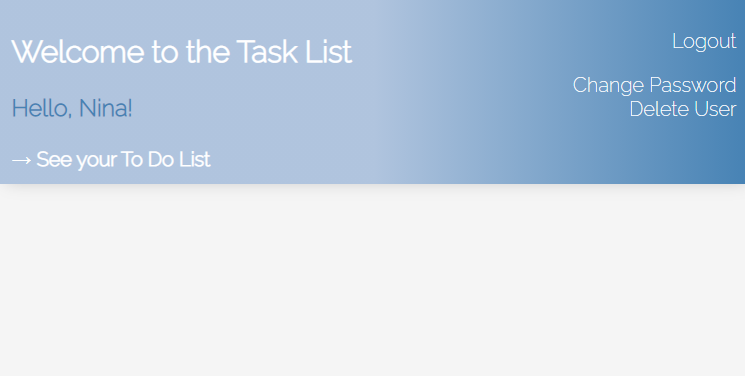 Welcome to the Task List
Hello, Nina!
→ See your To Do List
Logout
Change Password
Delete User